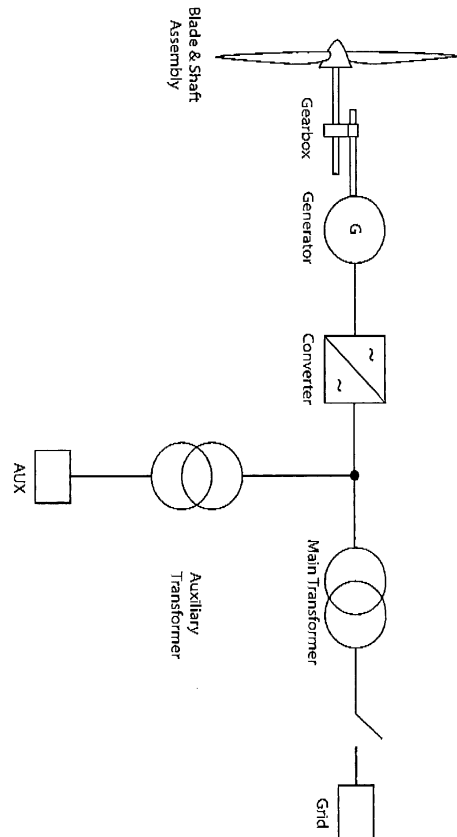 Blade & Shaft
Assembly
Gearbox
Generator
G
Converter
~
~
Main Transformer
Grid
Auxiliary
Transformer
AUX